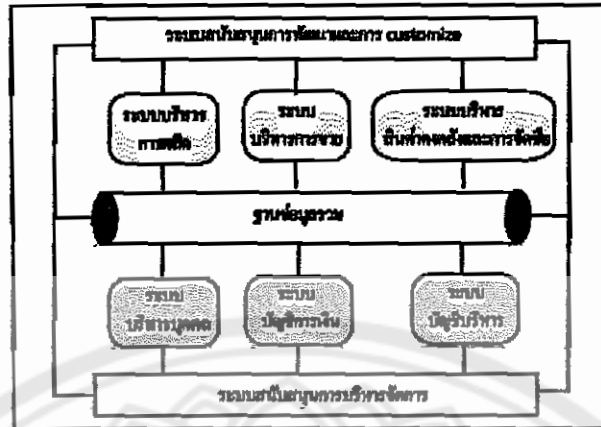 ระบบสนับสนุนการพัฒนาและการ customize
ระบบบริหาร
การผลิต
ระบบ
บริหารการขาย
ระบบบริหาร
สินค้าคงคลังและการจัดซื้อ
ฐานข้อมูลรวม
ระบบ
บริหารบุคคล
ระบบ
บัญชีการเงิน
ระบบ
บัญชีบริหาร
ระบบสนับสนุนการบริหารจัดการ